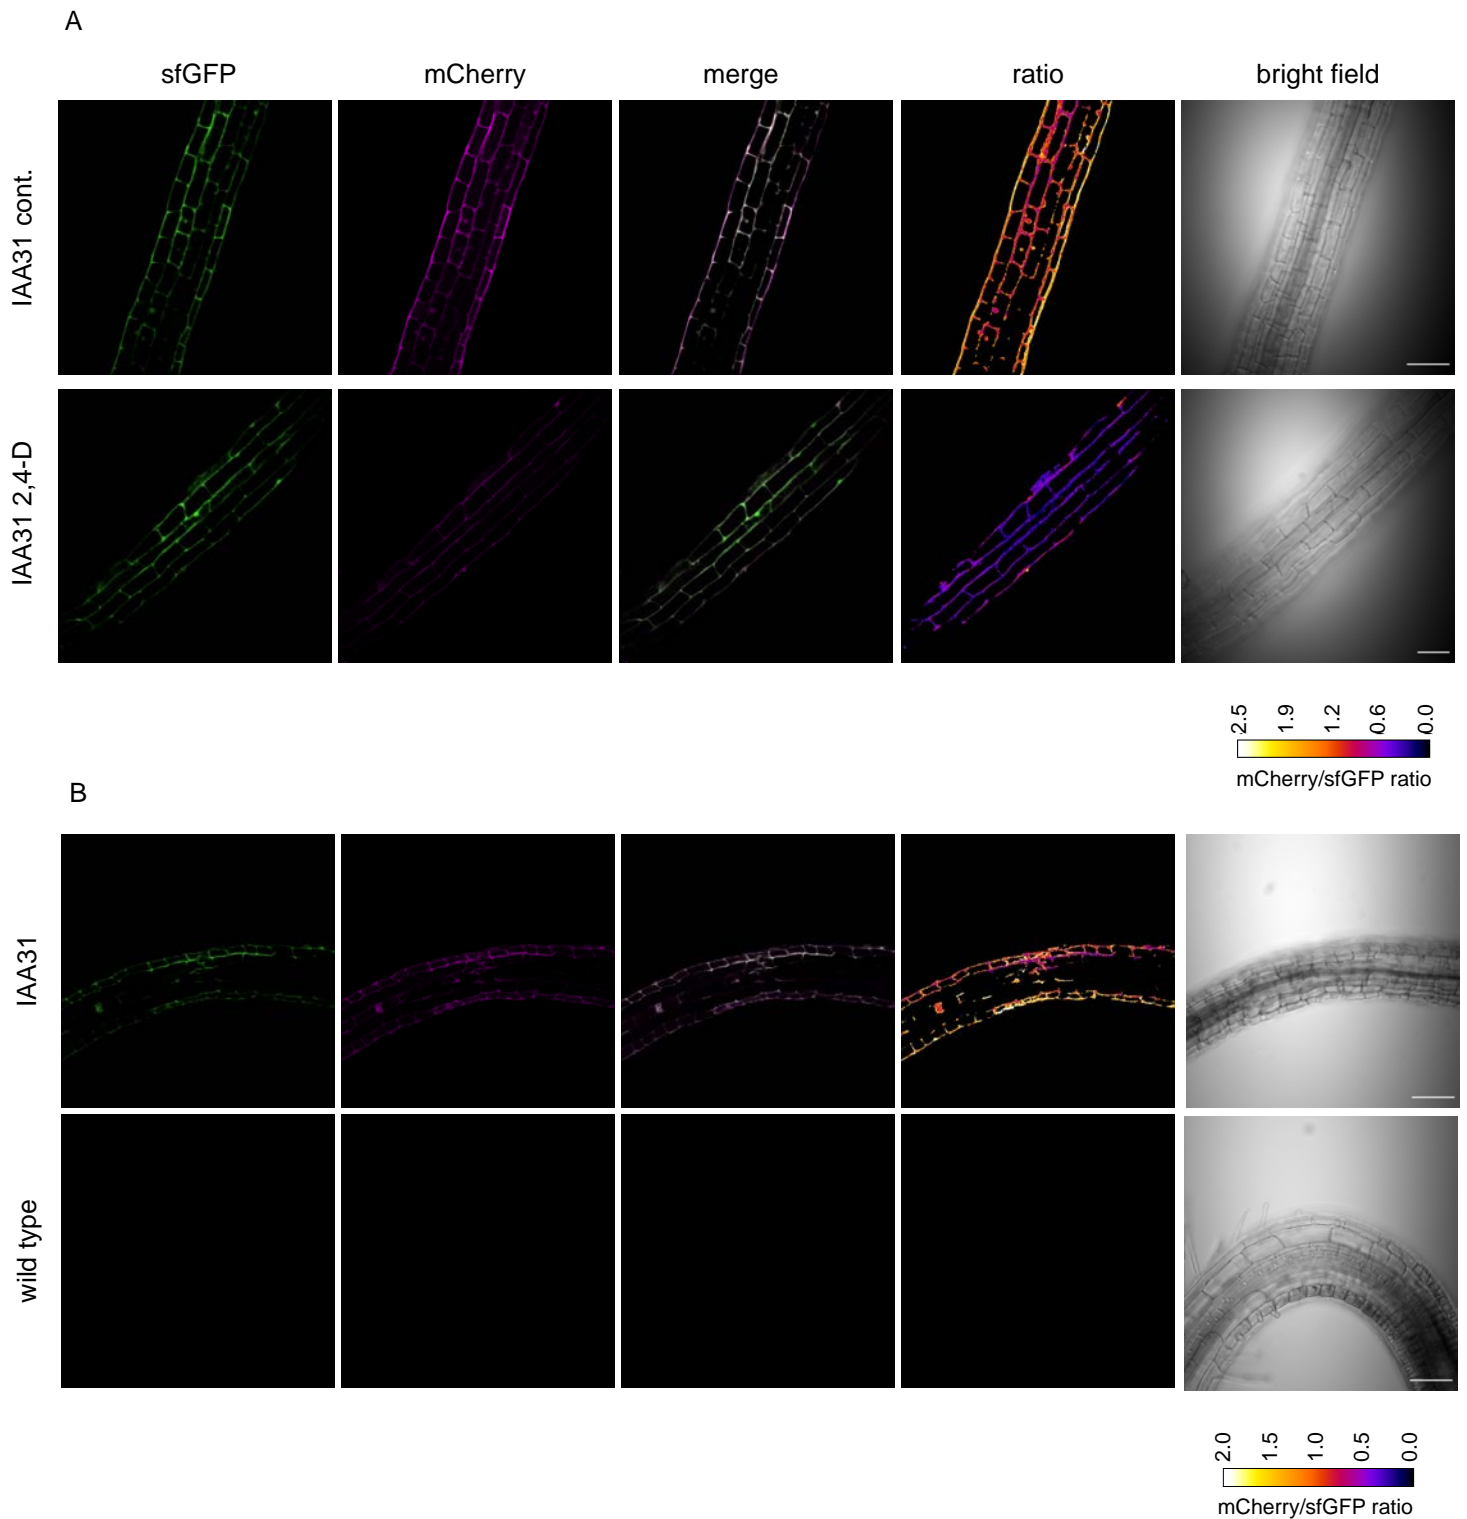 A
sfGFP mCherry merge ratio bright field
IAA31 cont.
IAA31 2,4-D
2.5 1.9 1.2 0.6 0.0
mCherry/sfGFP ratio
B
IAA31
wild type
2.0 1.5 1.0 0.5 0.0
mCherry/sfGFP ratio